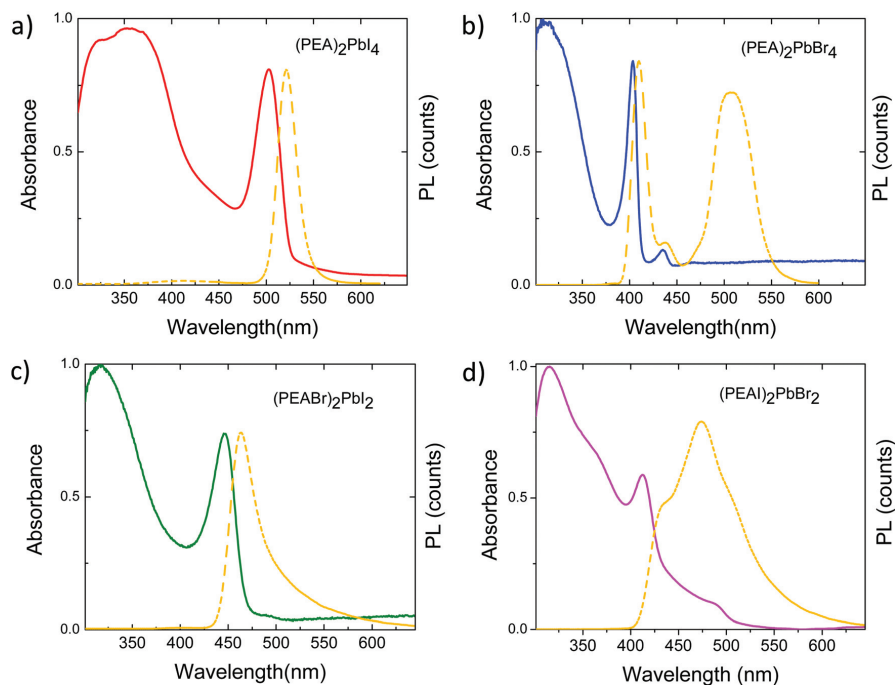 a)
(PEA)₂PbI₄
1.0
0.5
0.0
Absorbance
PL (counts)
350 400 450 500 550 600
Wavelength(nm)
b)
(PEA)₂PbBr₄
1.0
0.5
0.0
Absorbance
PL (counts)
350 400 450 500 550 600
Wavelength(nm)
c)
(PEABr)₂PbI₂
1.0
0.5
0.0
Absorbance
PL (counts)
350 400 450 500 550 600
Wavelength(nm)
d)
(PEAI)₂PbBr₂
1.0
0.5
0.0
Absorbance
PL (counts)
350 400 450 500 550 600
Wavelength (nm)